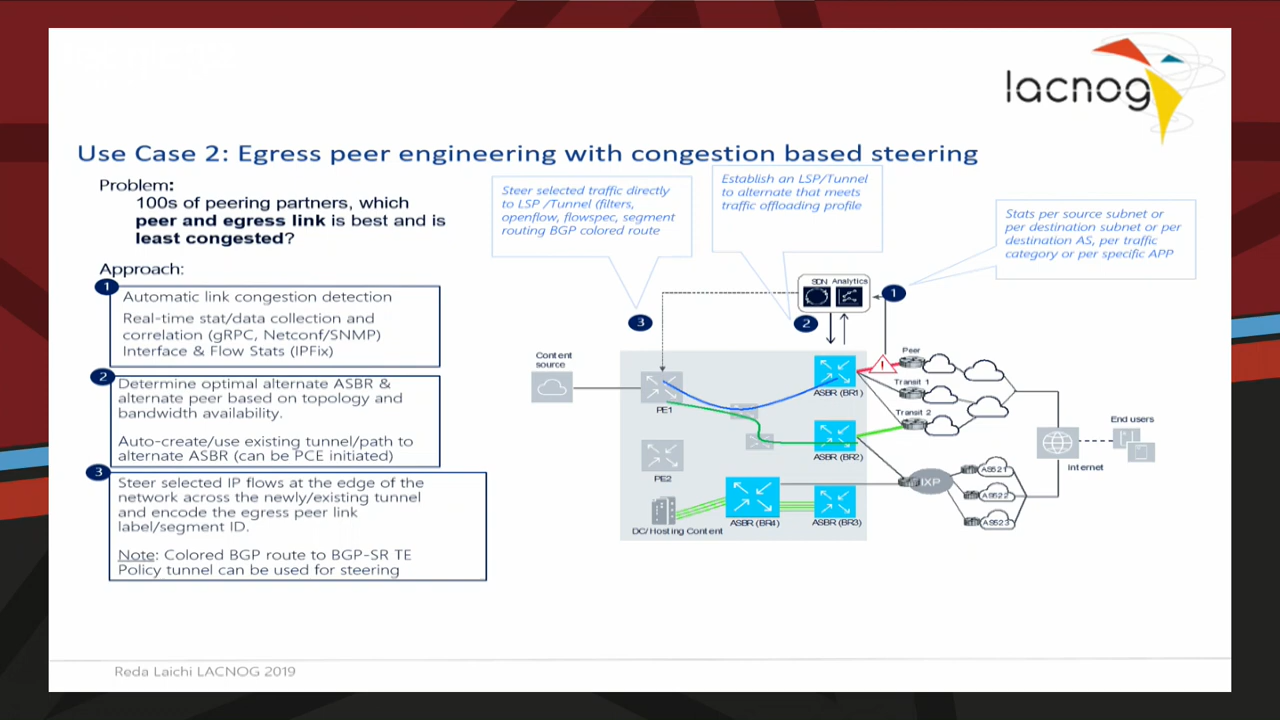 lacnog
Use Case 2: Egress peer engineering with congestion based steering
Problem:
100s of peering partners, which
peer and egress link is best and is
least congested?
Approach:
1
Automatic link congestion detection
Real-time stat/data collection and
correlation (gRPC, Netconf/SNMP)
Interface & Flow Stats (IPFix)
2
Determine optimal alternate ASBR &
alternate peer based on topology and
bandwidth availability.
Auto-create/use existing tunnel/path to
alternate ASBR (can be PCE initiated)
3
Steer selected IP flows at the edge of the
network across the newly/existing tunnel
and encode the egress peer link
label/segment ID.
Note: Colored BGP route to BGP-SR TE
Policy tunnel can be used for steering
Steer selected traffic directly
to LSP /Tunnel (filters,
openflow, flowspec, segment
routing BGP colored route
Establish an LSP/Tunnel
to alternate that meets
traffic offloading profile
Stats per source subnet or
per destination subnet or per
destination AS, per traffic
category or per specific APP
SDN Analytics
1
2
3
Content
source
PE1
PE2
DC/Hosting Content
ASBR (BR1)
ASBR (BR2)
ASBR (BR4)
ASBR (BR3)
!
Peer
Transit 1
Transit 2
IXP
AS521
AS522
AS523
Internet
End users
Reda Laichi LACNOG 2019